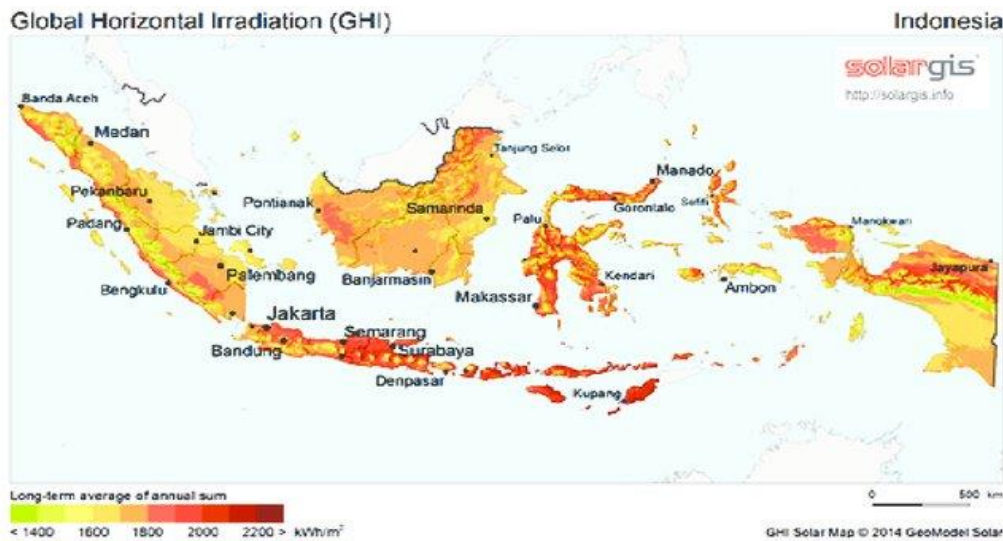 Global Horizontal Irradiation (GHI)
Indonesia
solargis
http://solargis.info
Banda Aceh
Medan
Tanjung Selor
Pekanbaru
Pontianak
Samarinda
Manado
Gorontalo
Sofifi
Padang
Jambi City
Palu
Manokwari
Palembang
Banjarmasin
Kendari
Jayapura
Bengkulu
Makassar
Ambon
Jakarta
Semarang
Bandung
Surabaya
Denpasar
Kupang
Long-term average of annual sum
< 1400 1600 1800 2000 2200 > kWh/m²
0 500 km
GHI Solar Map © 2014 GeoModel Solar